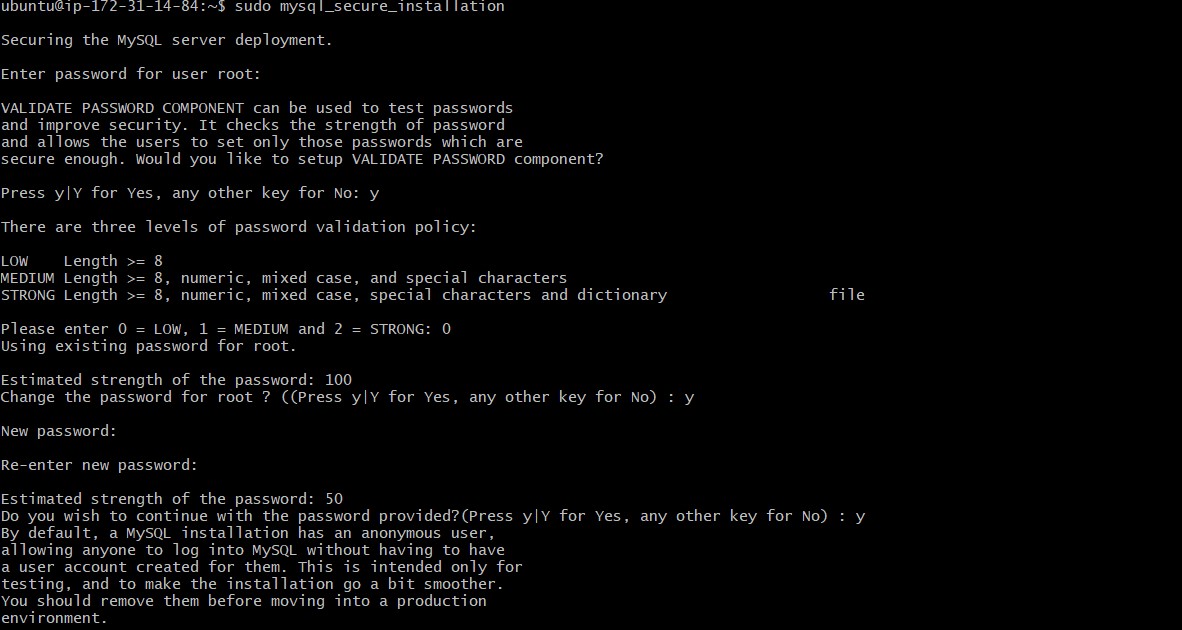 ubuntu@ip-172-31-14-84:~$ sudo mysql_secure_installation
Securing the MySQL server deployment.
Enter password for user root:
VALIDATE PASSWORD COMPONENT can be used to test passwords
and improve security. It checks the strength of password
and allows the users to set only those passwords which are
secure enough. Would you like to setup VALIDATE PASSWORD component?
Press y|Y for Yes, any other key for No: y
There are three levels of password validation policy:
LOW    Length >= 8
MEDIUM Length >= 8, numeric, mixed case, and special characters
STRONG Length >= 8, numeric, mixed case, special characters and dictionary                  file
Please enter 0 = LOW, 1 = MEDIUM and 2 = STRONG: 0
Using existing password for root.
Estimated strength of the password: 100
Change the password for root ? ((Press y|Y for Yes, any other key for No) : y
New password:
Re-enter new password:
Estimated strength of the password: 50
Do you wish to continue with the password provided?(Press y|Y for Yes, any other key for No) : y
By default, a MySQL installation has an anonymous user,
allowing anyone to log into MySQL without having to have
a user account created for them. This is intended only for
testing, and to make the installation go a bit smoother.
You should remove them before moving into a production
environment.